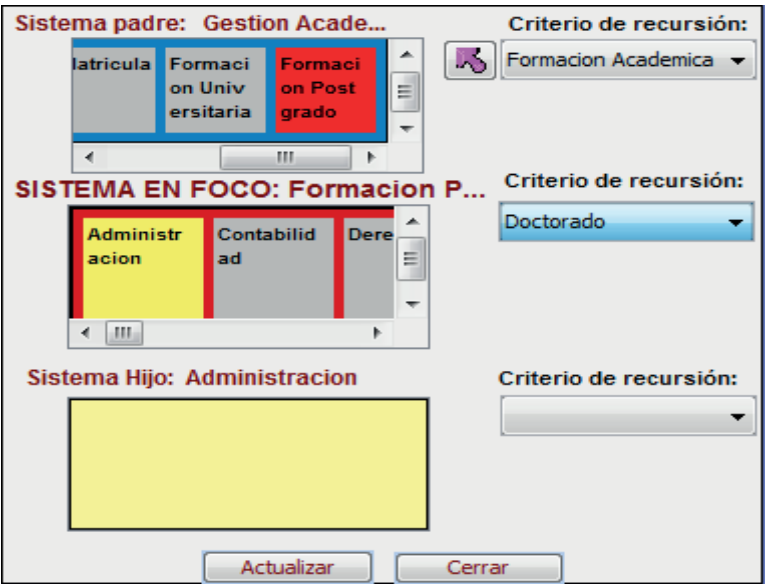 Sistema padre: Gestion Acade...
Criterio de recursión:
latricula
Formaci
on Univ
ersitaria
Formaci
on Post
grado
Formacion Academica
SISTEMA EN FOCO: Formacion P...
Criterio de recursión:
Administr
acion
Contabilid
ad
Dere
Doctorado
Sistema Hijo: Administracion
Criterio de recursión:
Actualizar
Cerrar